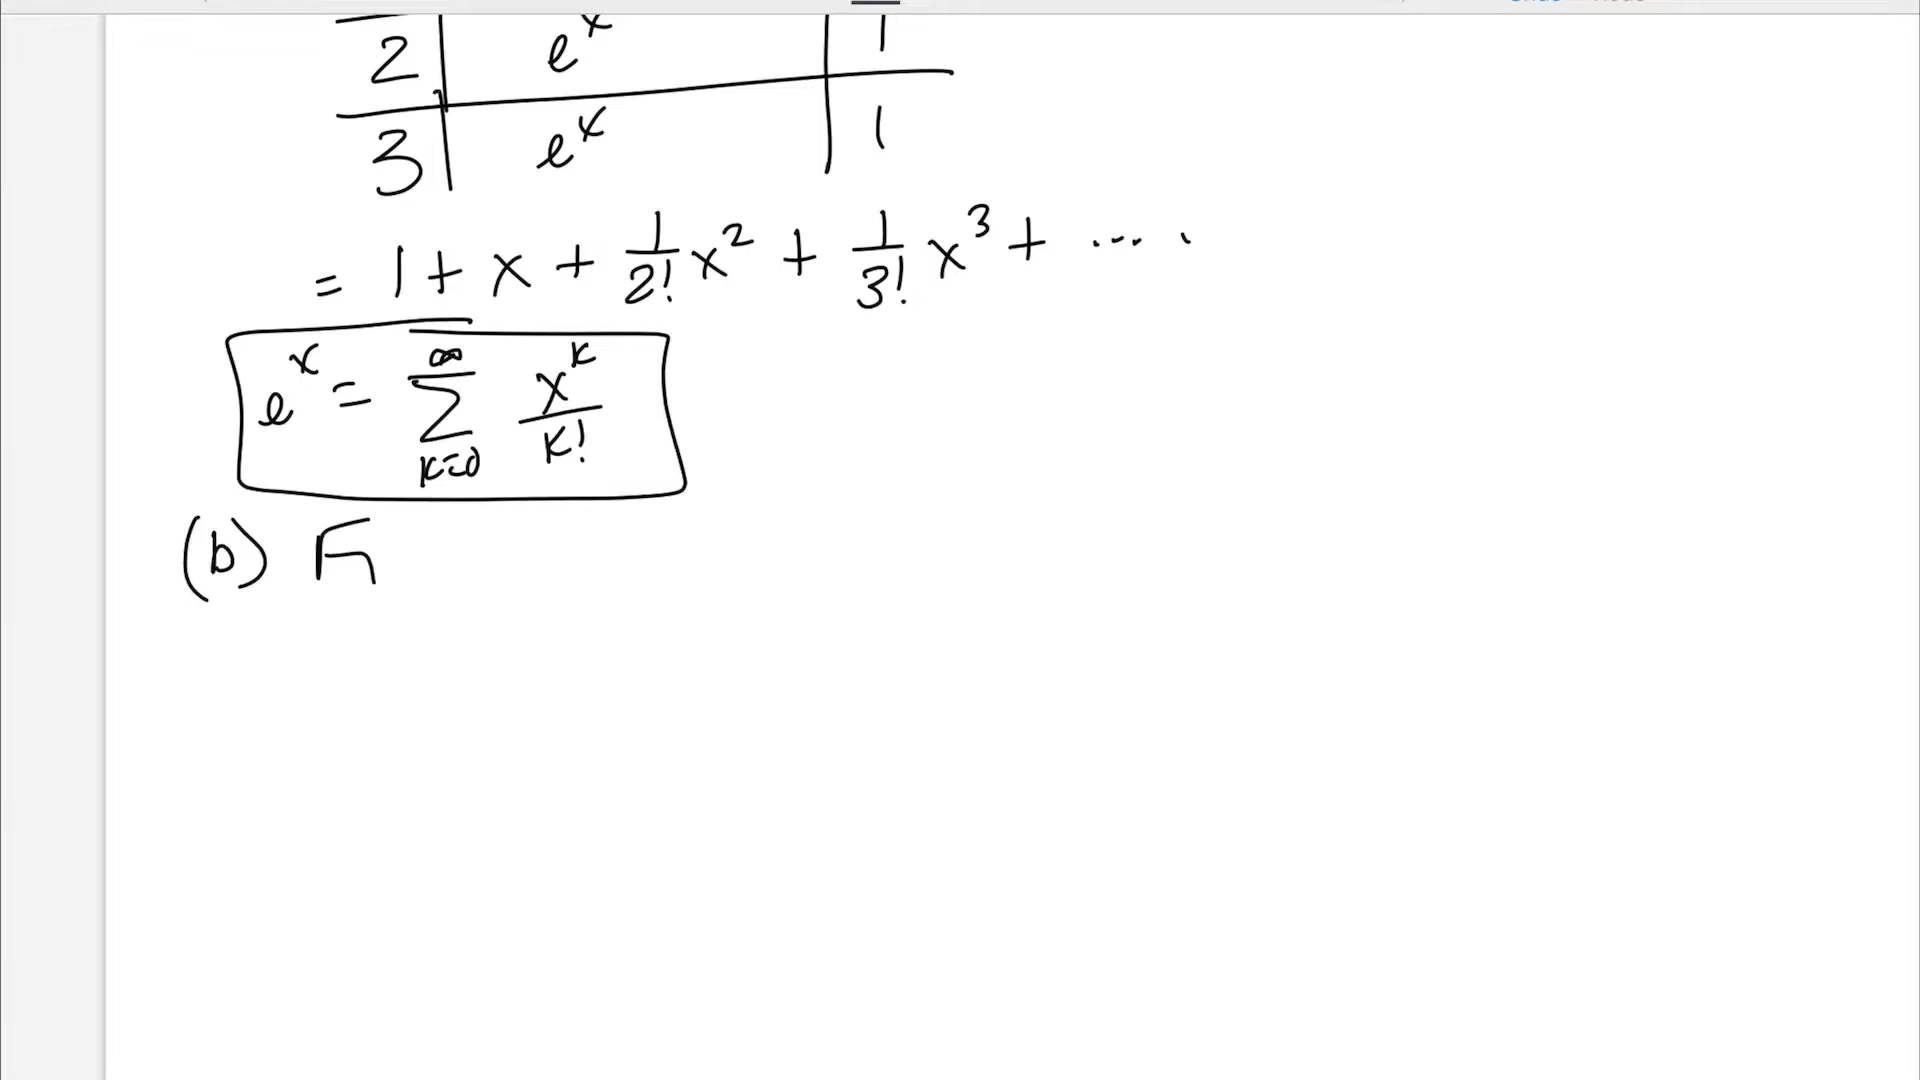 2 | e^x | 1
3 | e^x | 1
= 1 + x + 1/2! x^2 + 1/3! x^3 + .... .
e^x = ∑_{k=0}^{∞} x^k/k!
(b)